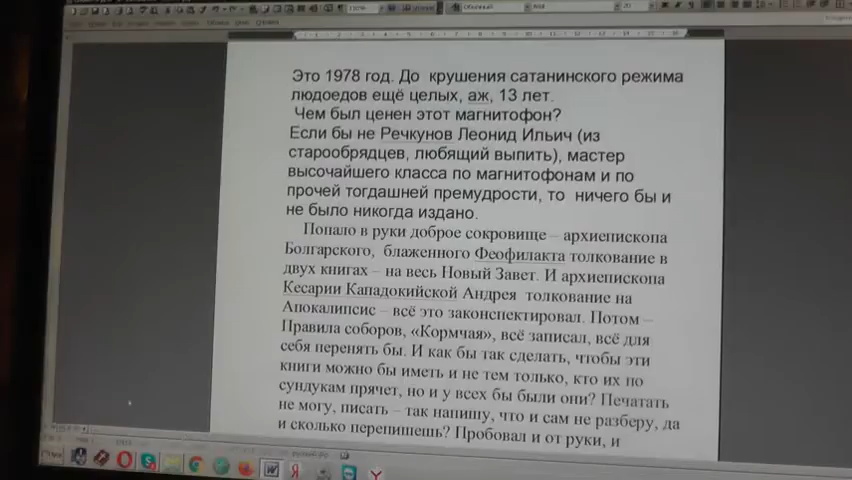 Это 1978 год. До крушения сатанинского режима
людоедов ещё целых, аж, 13 лет.
Чем был ценен этот магнитофон?
Если бы не Речкунов Леонид Ильич (из
старообрядцев, любящий выпить), мастер
высочайшего класса по магнитофонам и по
прочей тогдашней премудрости, то ничего бы и
не было никогда издано.
Попало в руки доброе сокровище – архиепископа
Болгарского, блаженного Феофилакта толкование в
двух книгах – на весь Новый Завет. И архиепископа
Кесарии Кападокийской Андрея толкование на
Апокалипсис – всё это законспектировал. Потом –
Правила соборов, «Кормчая», всё записал, всё для
себя перенять бы. И как бы так сделать, чтобы эти
книги можно бы иметь и не тем только, кто их по
сундукам прячет, но и у всех бы были они? Печатать
не могу, писать – так напишу, что и сам не разберу, да
и сколько перепишешь? Пробовал и от руки, и